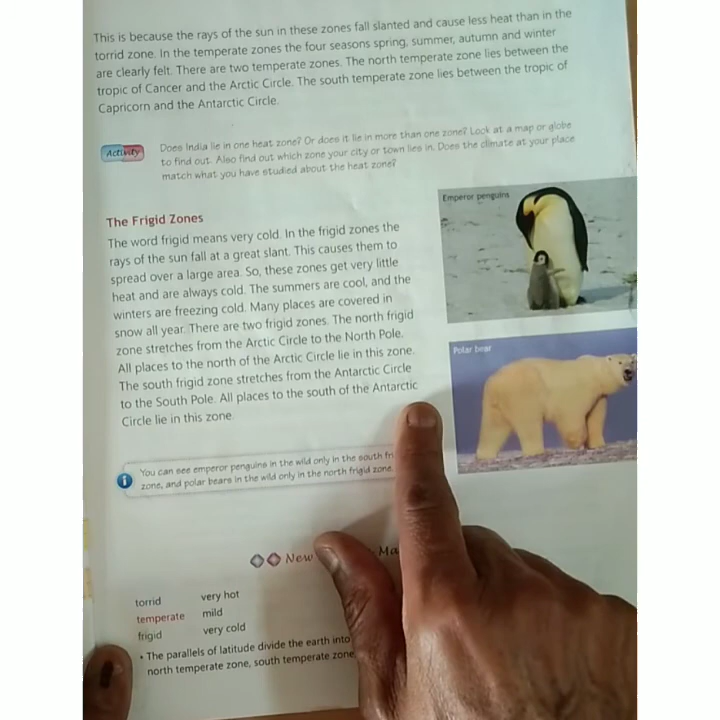 This is because the rays of the sun in these zones fall slanted and cause less heat than in the
torrid zone. In the temperate zones the four seasons spring, summer, autumn and winter
are clearly felt. There are two temperate zones. The north temperate zone lies between the
tropic of Cancer and the Arctic Circle. The south temperate zone lies between the tropic of
Capricorn and the Antarctic Circle.
Activity
Does India lie in one heat zone? Or does it lie in more than one zone? Look at a map or globe
to find out. Also find out which zone your city or town lies in. Does the climate at your place
match what you have studied about the heat zone?
The Frigid Zones
The word frigid means very cold. In the frigid zones the
rays of the sun fall at a great slant. This causes them to
spread over a large area. So, these zones get very little
heat and are always cold. The summers are cool, and the
winters are freezing cold. Many places are covered in
snow all year. There are two frigid zones. The north frigid
zone stretches from the Arctic Circle to the North Pole.
All places to the north of the Arctic Circle lie in this zone.
The south frigid zone stretches from the Antarctic Circle
to the South Pole. All places to the south of the Antarctic
Circle lie in this zone.
Emperor penguins
Polar bear
i
You can see emperor penguins in the wild only in the south
zone, and polar bears in the wild only in the north frigid zone.
New
torrid very hot
temperate mild
frigid very cold
• The parallels of latitude divide the earth into
north temperate zone, south temperate zone